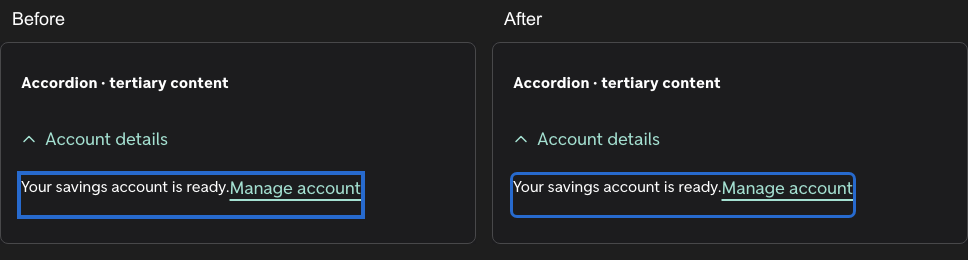 Before
After
Accordion · tertiary content
Account details
Your savings account is ready.Manage account
Accordion · tertiary content
Account details
Your savings account is ready.Manage account